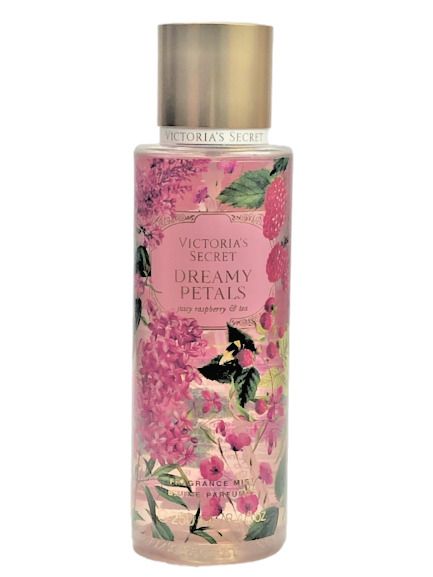 VICTORIA'S SECRET
VICTORIA'S
SECRET
DREAMY
PETALS
juicy raspberry & tea
FRAGRANCE MIST